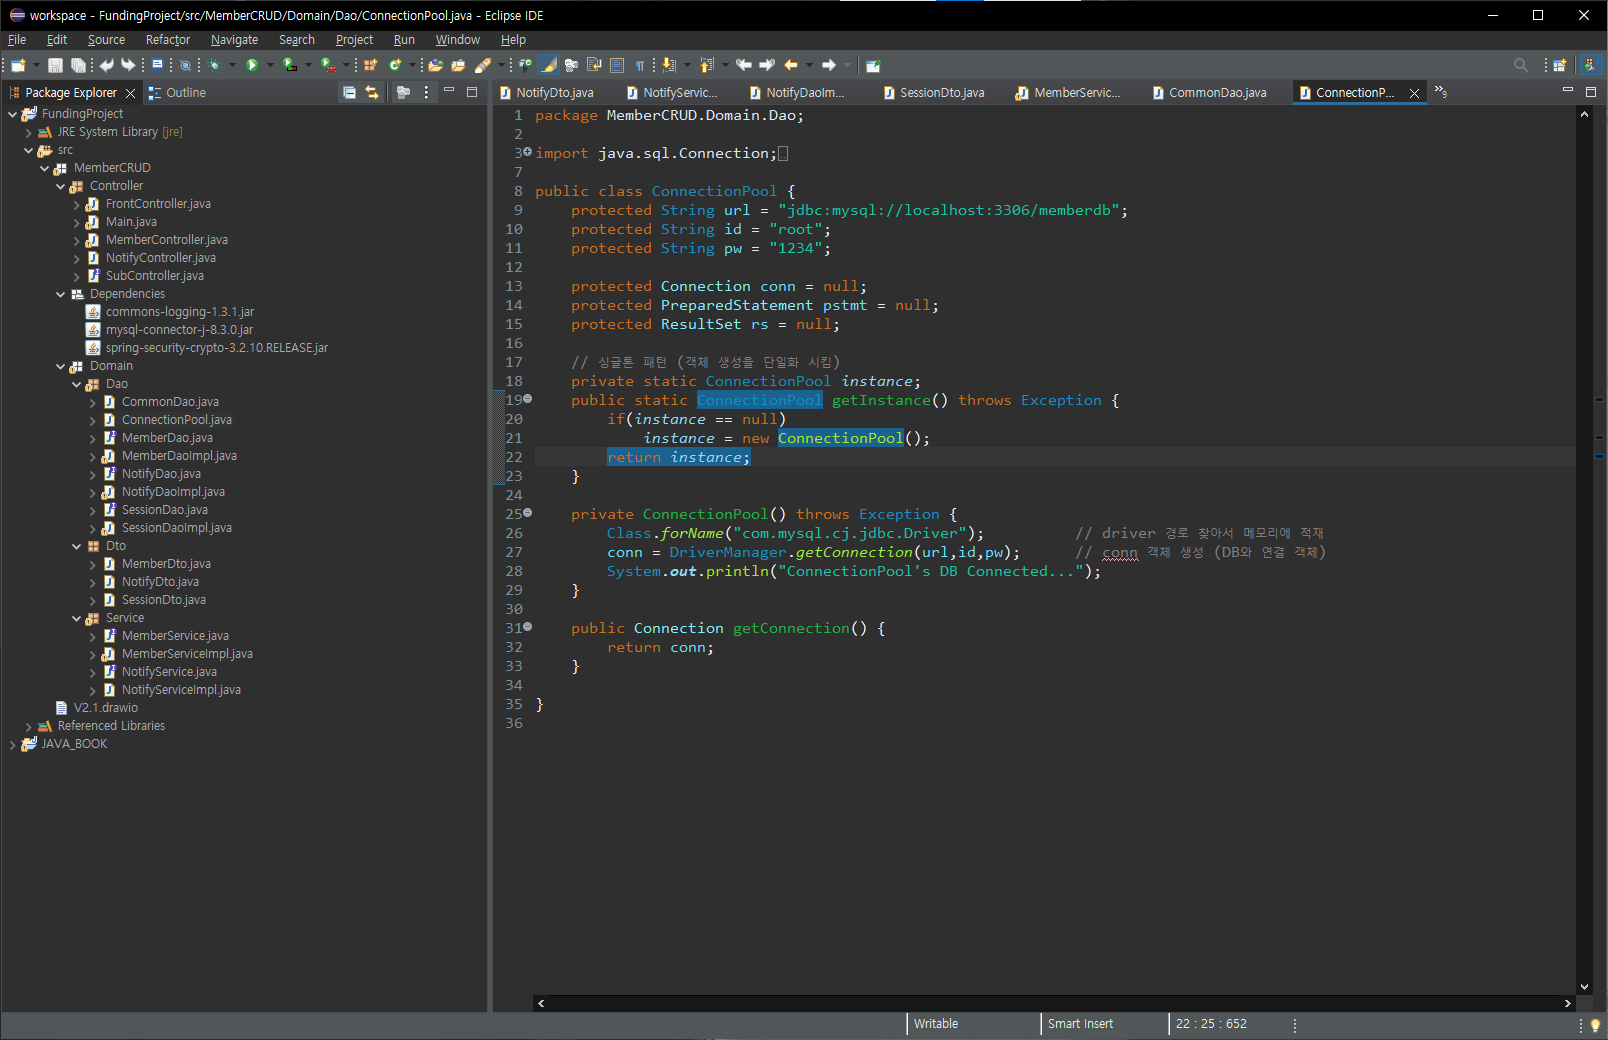 workspace - FundingProject/src/MemberCRUD/Domain/Dao/ConnectionPool.java - Eclipse IDE
File Edit Source Refactor Navigate Search Project Run Window Help
Package Explorer Outline
FundingProject
JRE System Library [jre]
src
MemberCRUD
Controller
FrontController.java
Main.java
MemberController.java
NotifyController.java
SubController.java
Dependencies
commons-logging-1.3.1.jar
mysql-connector-j-8.3.0.jar
spring-security-crypto-3.2.10.RELEASE.jar
Domain
Dao
CommonDao.java
ConnectionPool.java
MemberDao.java
MemberDaoImpl.java
NotifyDao.java
NotifyDaoImpl.java
SessionDao.java
SessionDaoImpl.java
Dto
MemberDto.java
NotifyDto.java
SessionDto.java
Service
MemberService.java
MemberServiceImpl.java
NotifyService.java
NotifyServiceImpl.java
V2.1.drawio
Referenced Libraries
JAVA_BOOK
NotifyDto.java NotifyServic... NotifyDaoIm... SessionDto.java MemberServic... CommonDao.java ConnectionP... 9
1 package MemberCRUD.Domain.Dao;
2
3 import java.sql.Connection;
7
8 public class ConnectionPool {
9 protected String url = "jdbc:mysql://localhost:3306/memberdb";
10 protected String id = "root";
11 protected String pw = "1234";
12
13 protected Connection conn = null;
14 protected PreparedStatement pstmt = null;
15 protected ResultSet rs = null;
16
17 // 싱글톤 패턴 (객체 생성을 단일화 시킴)
18 private static ConnectionPool instance;
19 public static ConnectionPool getInstance() throws Exception {
20 if(instance == null)
21 instance = new ConnectionPool();
22 return instance;
23 }
24
25 private ConnectionPool() throws Exception {
26 Class.forName("com.mysql.cj.jdbc.Driver"); // driver 경로 찾아서 메모리에 적재
27 conn = DriverManager.getConnection(url,id,pw); // conn 객체 생성 (DB와 연결 객체)
28 System.out.println("ConnectionPool's DB Connected...");
29 }
30
31 public Connection getConnection() {
32 return conn;
33 }
34
35 }
36
Writable Smart Insert 22 : 25 : 652